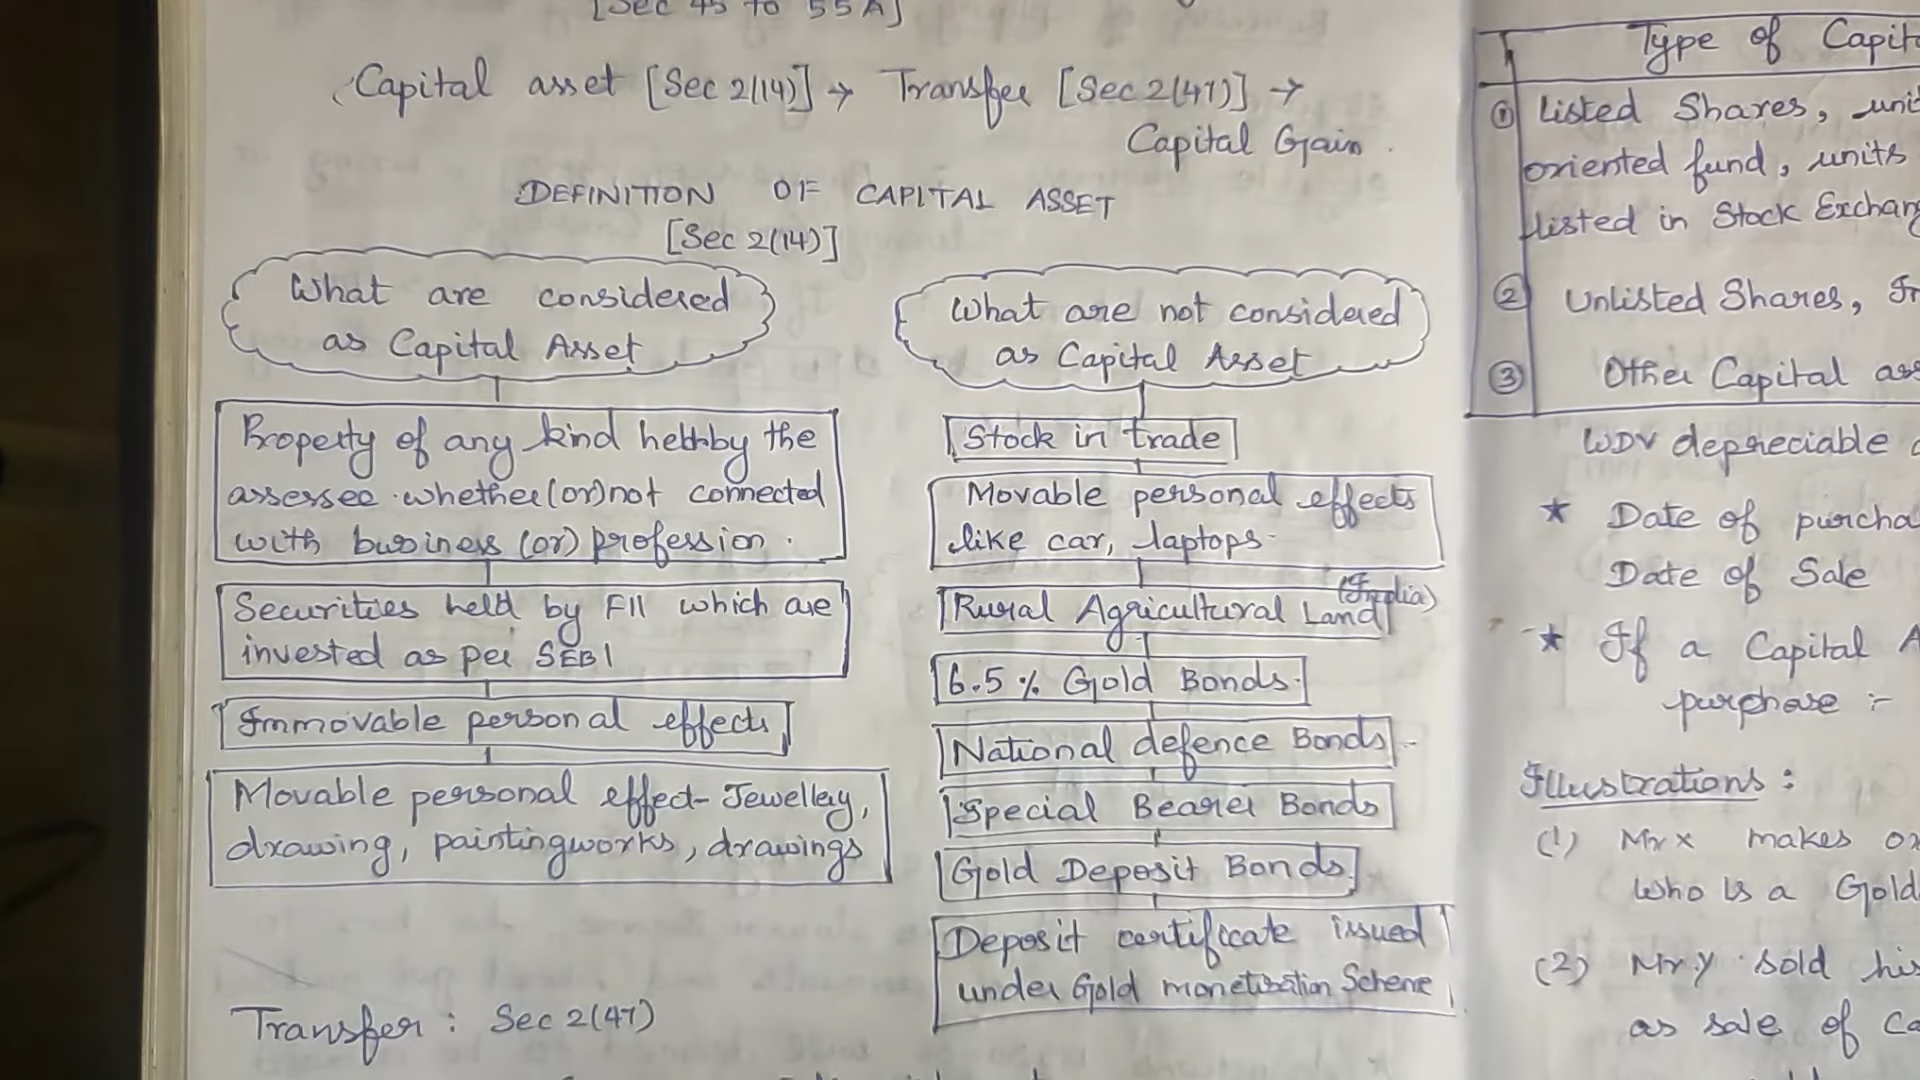 [Sec 45 to 55A]
Capital asset [Sec 2(14)] → Transfer [Sec 2(47)] →
Capital Gain.
DEFINITION OF CAPITAL ASSET
[Sec 2(14)]
What are considered
as Capital Asset
Property of any kind held by the
assessee whether (or) not connected
with business (or) profession.
Securities held by FII which are
invested as per SEBI
Immovable personal effects
Movable personal effect- Jewellery,
drawing, paintingworks, drawings
What are not considered
as Capital Asset
Stock in trade
Movable personal effects
like car, laptops.
(India)
Rural Agricultural Land
6.5% Gold Bonds.
National defence Bonds.
Special Bearer Bonds
Gold Deposit Bonds.
Deposit certificate issued
under Gold monetization Scheme
Transfer: Sec 2(47)
Type of
① Listed Shares,
oriented fund, units
listed in Stock
② Unlisted Shares,
③ Other Capital
WDV depreciable
★ Date of
Date of Sale
★ If a Capital
purchase :-
Illustrations :
(1) Mr x makes
who is a Gold
(2) Mr.y sold
as sale of